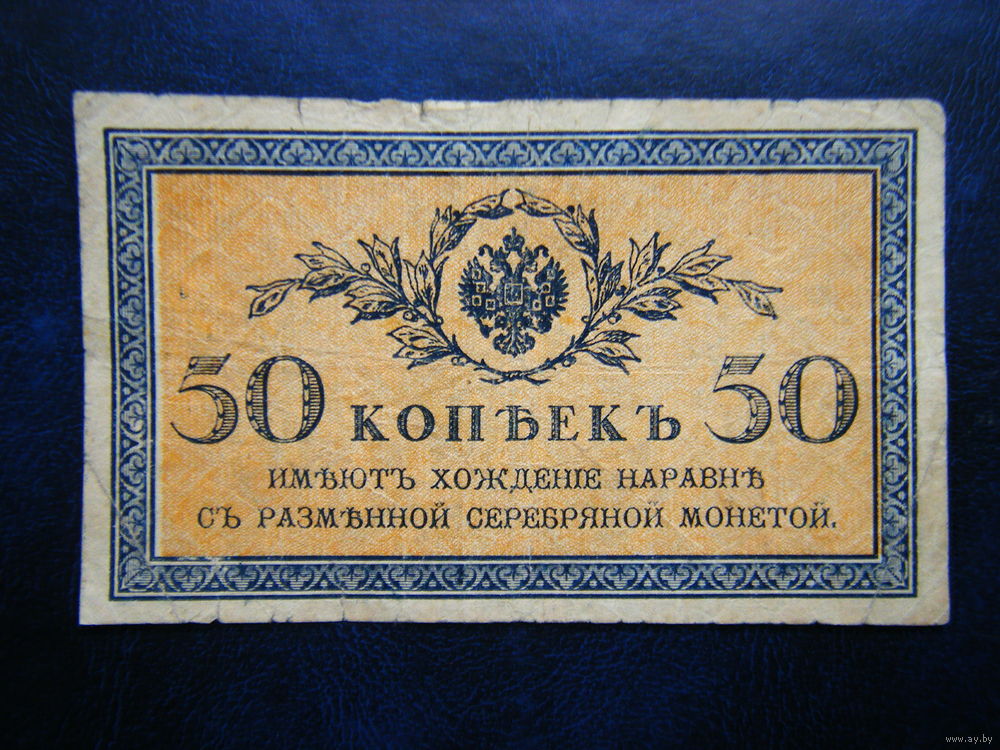 50 КОПѢЕКЪ 50
ИМѢЮТЪ ХОЖДЕНІЕ НАРАВНѢ
СЪ РАЗМѢННОЙ СЕРЕБРЯНОЙ МОНЕТОЙ.
www.ay.by